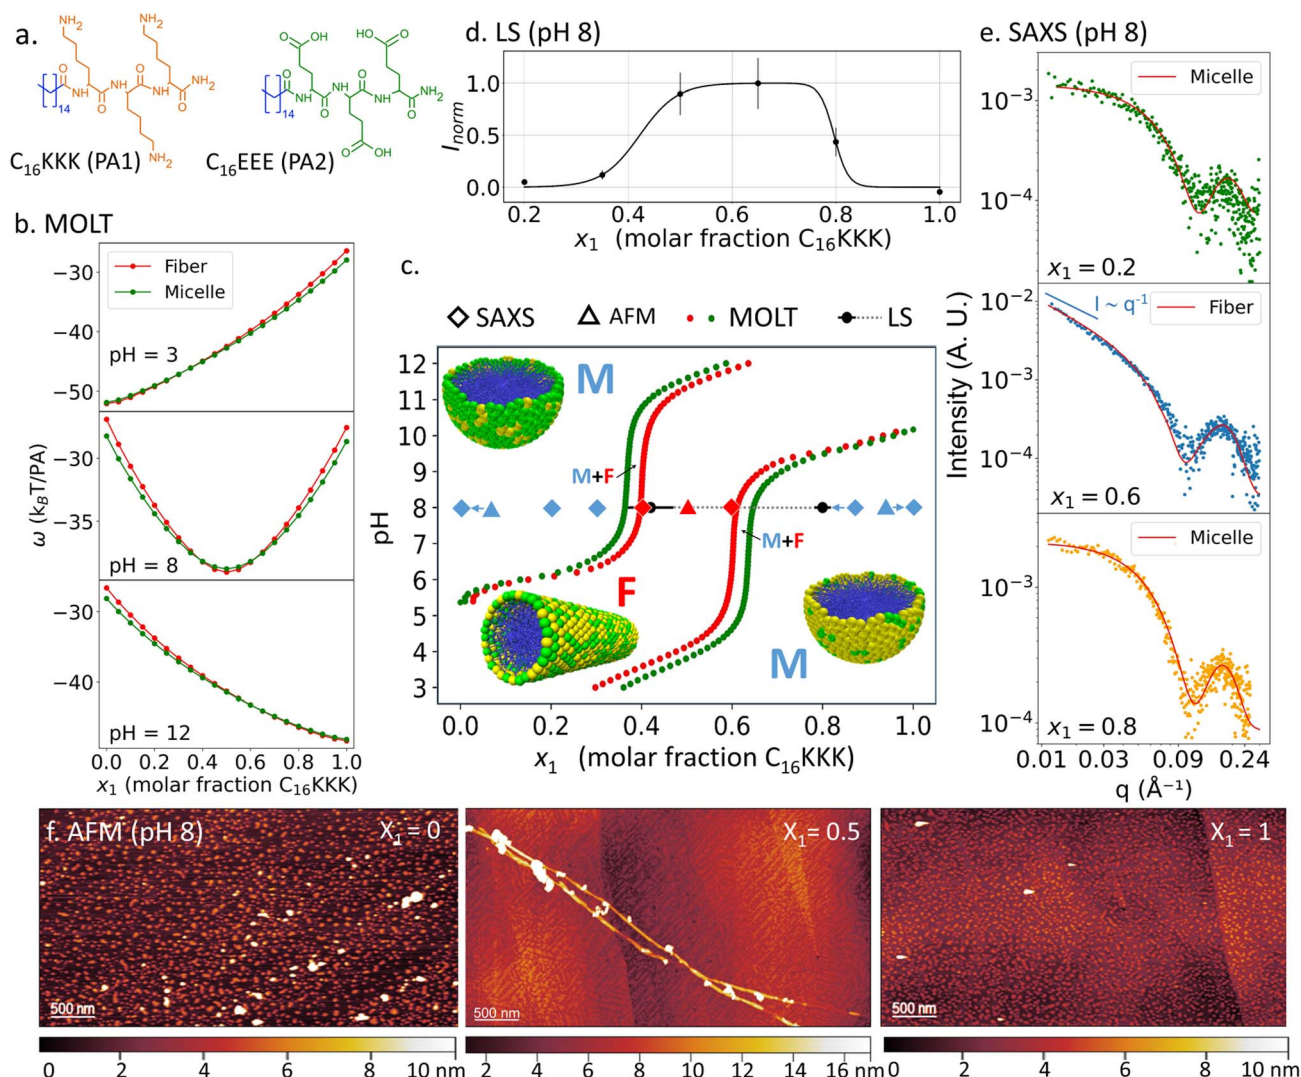 a.
NH₂
NH₂
O
H
N
O
N
H
O
H
N
NH₂
O
14
NH₂
C₁₆KKK (PA1)
O
OH
O
OH
O
H
N
O
N
H
O
H
N
NH₂
O
14
O
OH
C₁₆EEE (PA2)
d. LS (pH 8)
I_norm
1.0
0.5
0.0
0.2 0.4 0.6 0.8 1.0
x₁ (molar fraction C₁₆KKK)
e. SAXS (pH 8)
Micelle
10⁻³
10⁻⁴
x₁ = 0.2
10⁻²
I ~ q⁻¹
Fiber
10⁻³
10⁻⁴
x₁ = 0.6
Micelle
10⁻³
10⁻⁴
x₁ = 0.8
Intensity (A. U.)
0.01 0.03 0.09 0.24
q (Å⁻¹)
b. MOLT
Fiber
Micelle
−30
−40
−50
pH = 3
−30
−35
pH = 8
−30
−40
pH = 12
ω (k_BT/PA)
0.0 0.2 0.4 0.6 0.8 1.0
x₁ (molar fraction C₁₆KKK)
c.
SAXS AFM MOLT LS
12
11
10
9
8
7
6
5
4
3
pH
M
M+F
M+F
F
M
0.0 0.2 0.4 0.6 0.8 1.0
x₁ (molar fraction C₁₆KKK)
f. AFM (pH 8) X₁= 0
500 nm
0 2 4 6 8 10 nm
X₁= 0.5
500 nm
2 4 6 8 10 12 14 16 nm
X₁ = 1
500 nm
0 2 4 6 8 10 nm